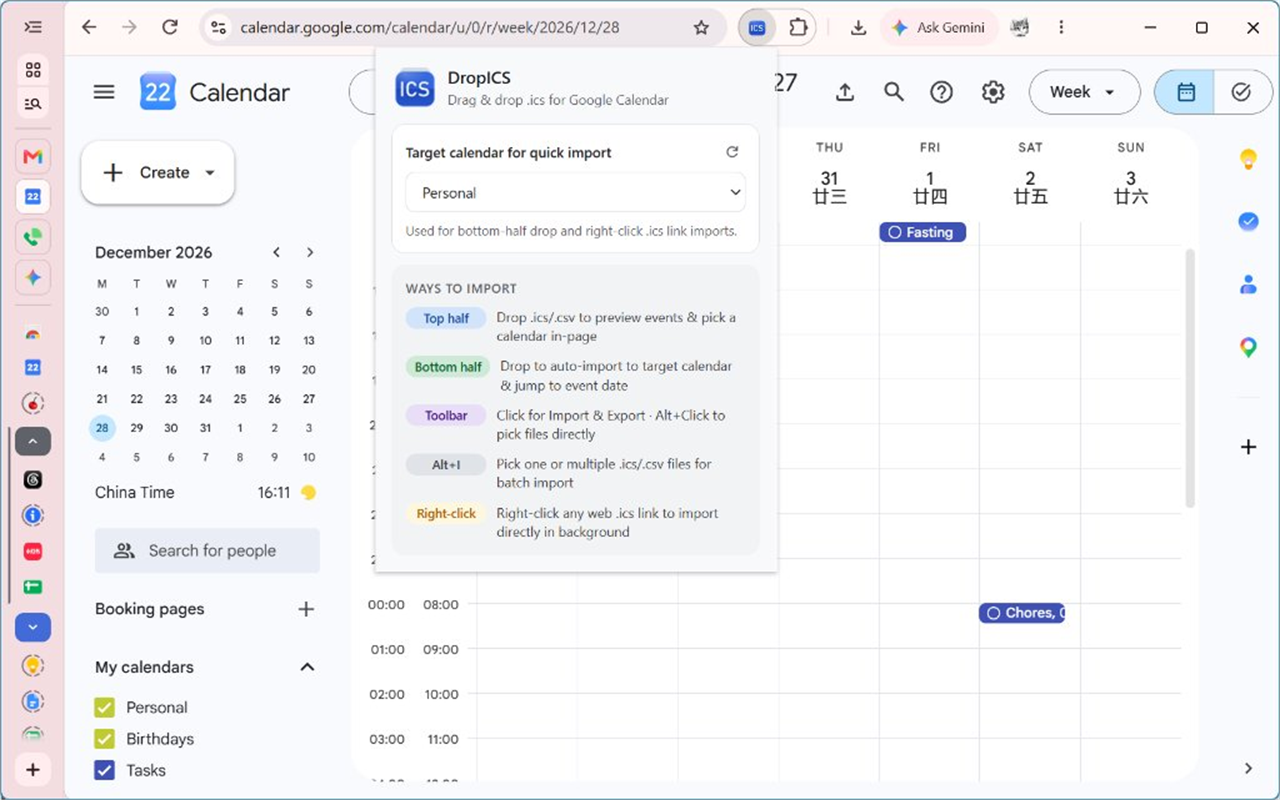 calendar.google.com/calendar/u/0/r/week/2026/12/28
ICS
Ask Gemini
22
Calendar
27
Week
Create
December 2026
M T W T F S S
30 1 2 3 4 5 6
7 8 9 10 11 12 13
14 15 16 17 18 19 20
21 22 23 24 25 26 27
28 29 30 31 1 2 3
4 5 6 7 8 9 10
China Time 16:11
Search for people
Booking pages
My calendars
Personal
Birthdays
Tasks
22
22
ICS
DropICS
Drag & drop .ics for Google Calendar
Target calendar for quick import
Personal
Used for bottom-half drop and right-click .ics link imports.
WAYS TO IMPORT
Top half Drop .ics/.csv to preview events & pick a
calendar in-page
Bottom half Drop to auto-import to target calendar
& jump to event date
Toolbar Click for Import & Export · Alt+Click to
pick files directly
Alt+I Pick one or multiple .ics/.csv files for
batch import
Right-click Right-click any web .ics link to import
directly in background
THU FRI SAT SUN
31 1 2 3
廿三 廿四 廿五 廿六
Fasting
00:00 08:00
Chores,
01:00 09:00
02:00 10:00
03:00 11:00